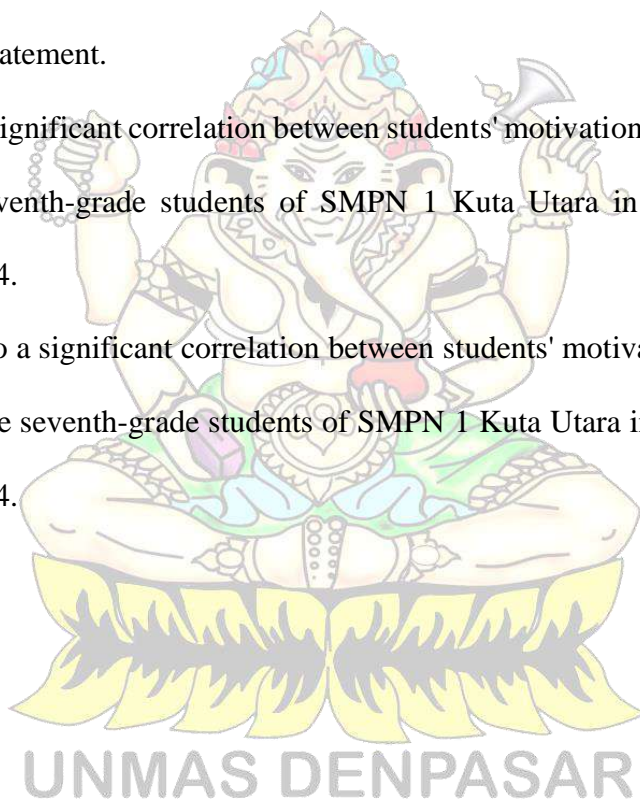 atement.
ignificant correlation between students' motivation
venth-grade students of SMPN 1 Kuta Utara in
4.
o a significant correlation between students' motiva
e seventh-grade students of SMPN 1 Kuta Utara i
4.
UNMAS DENPASAR